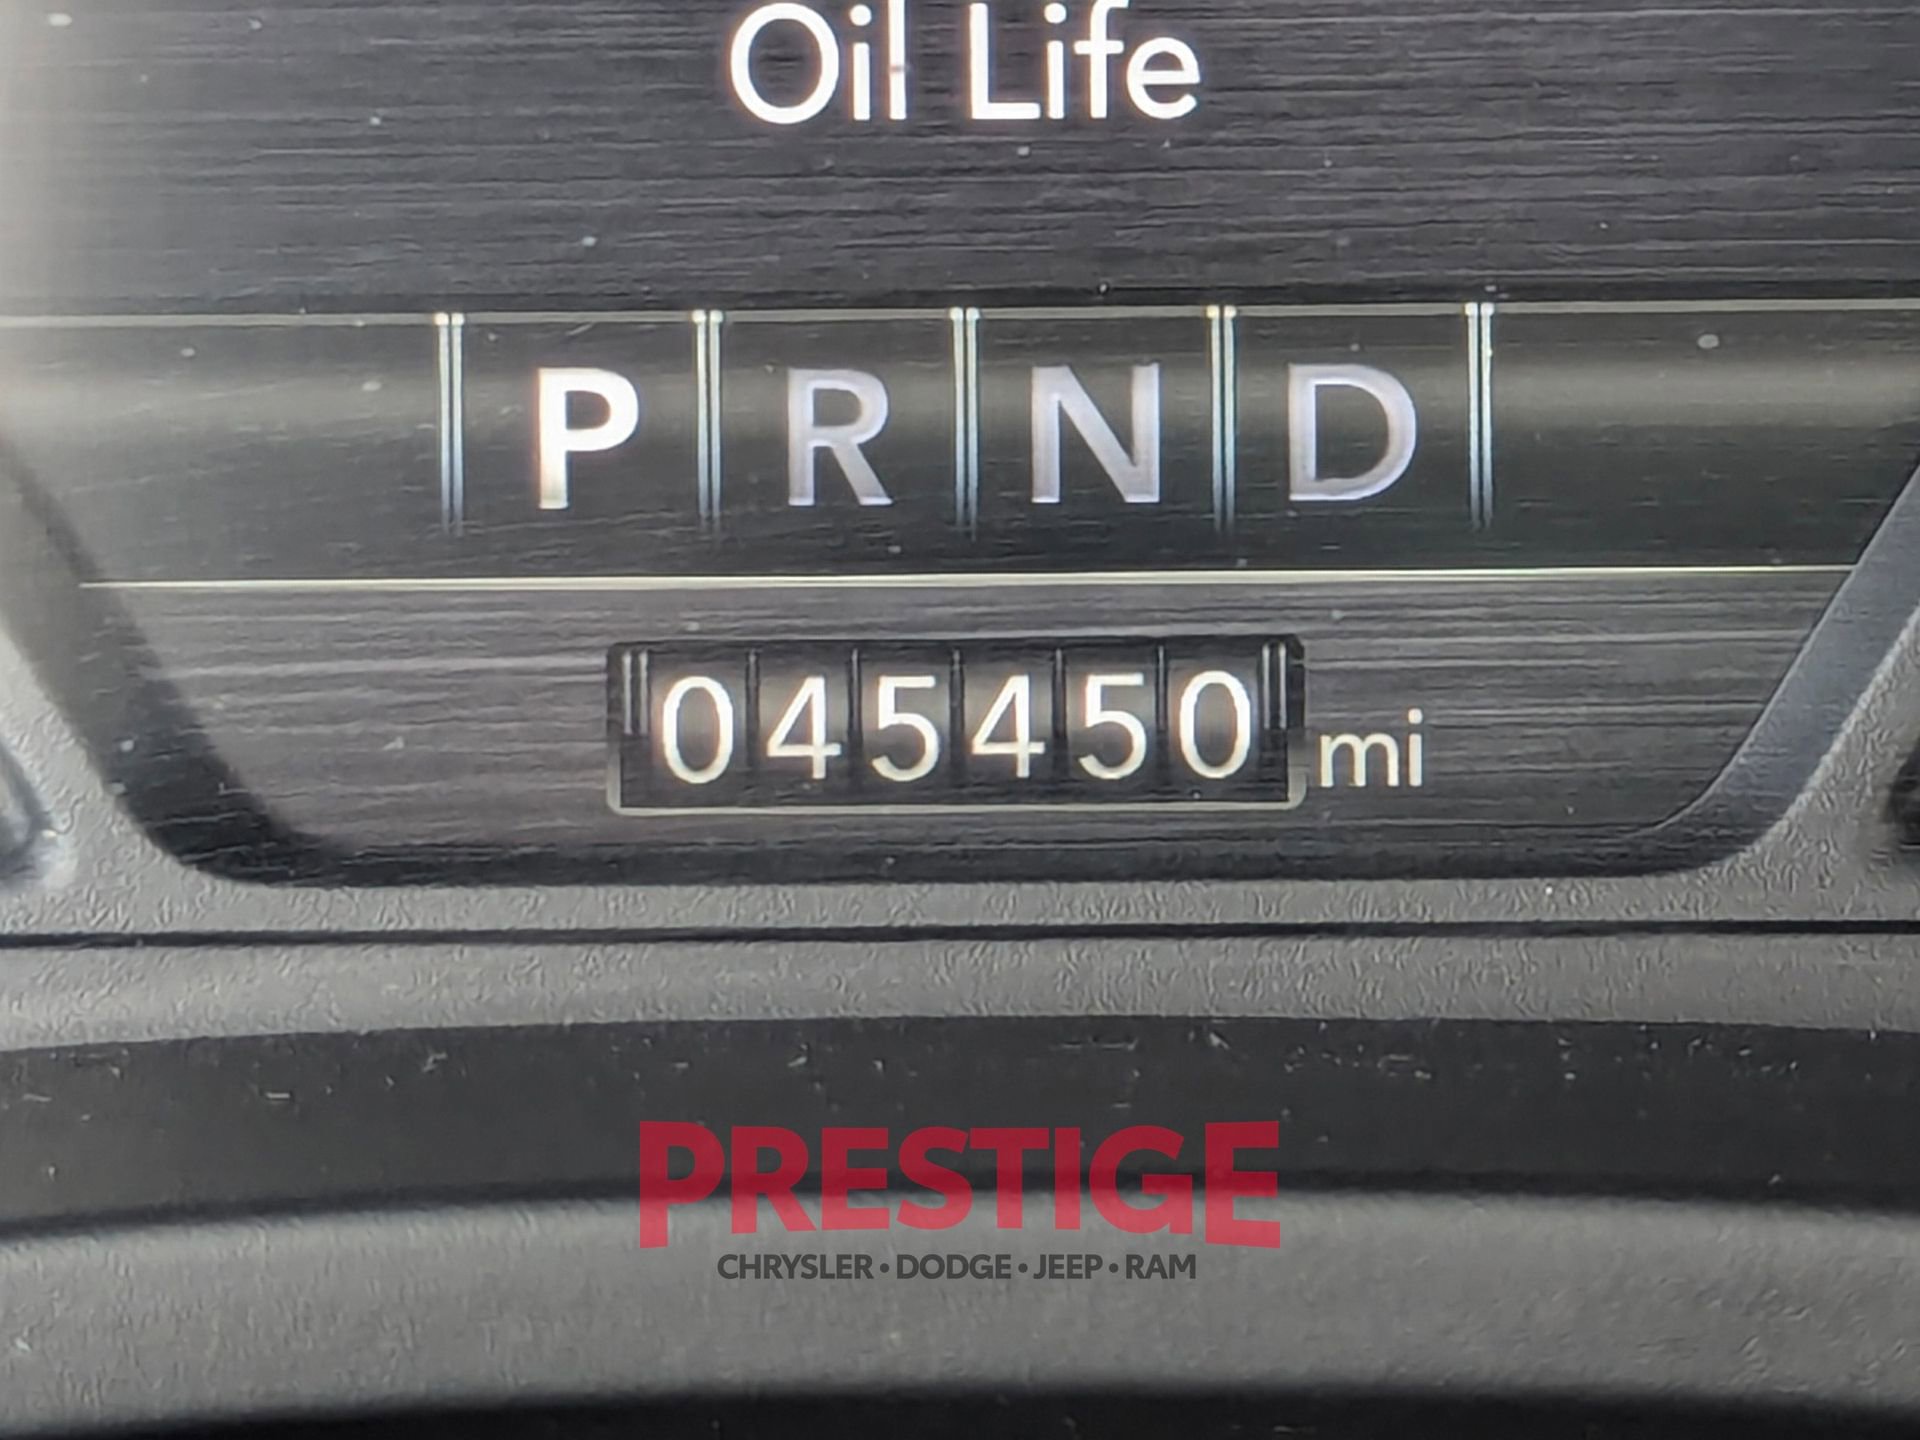 Oil Life
P R N D
045450 mi
PRESTIGE
CHRYSLER • DODGE • JEEP • RAM